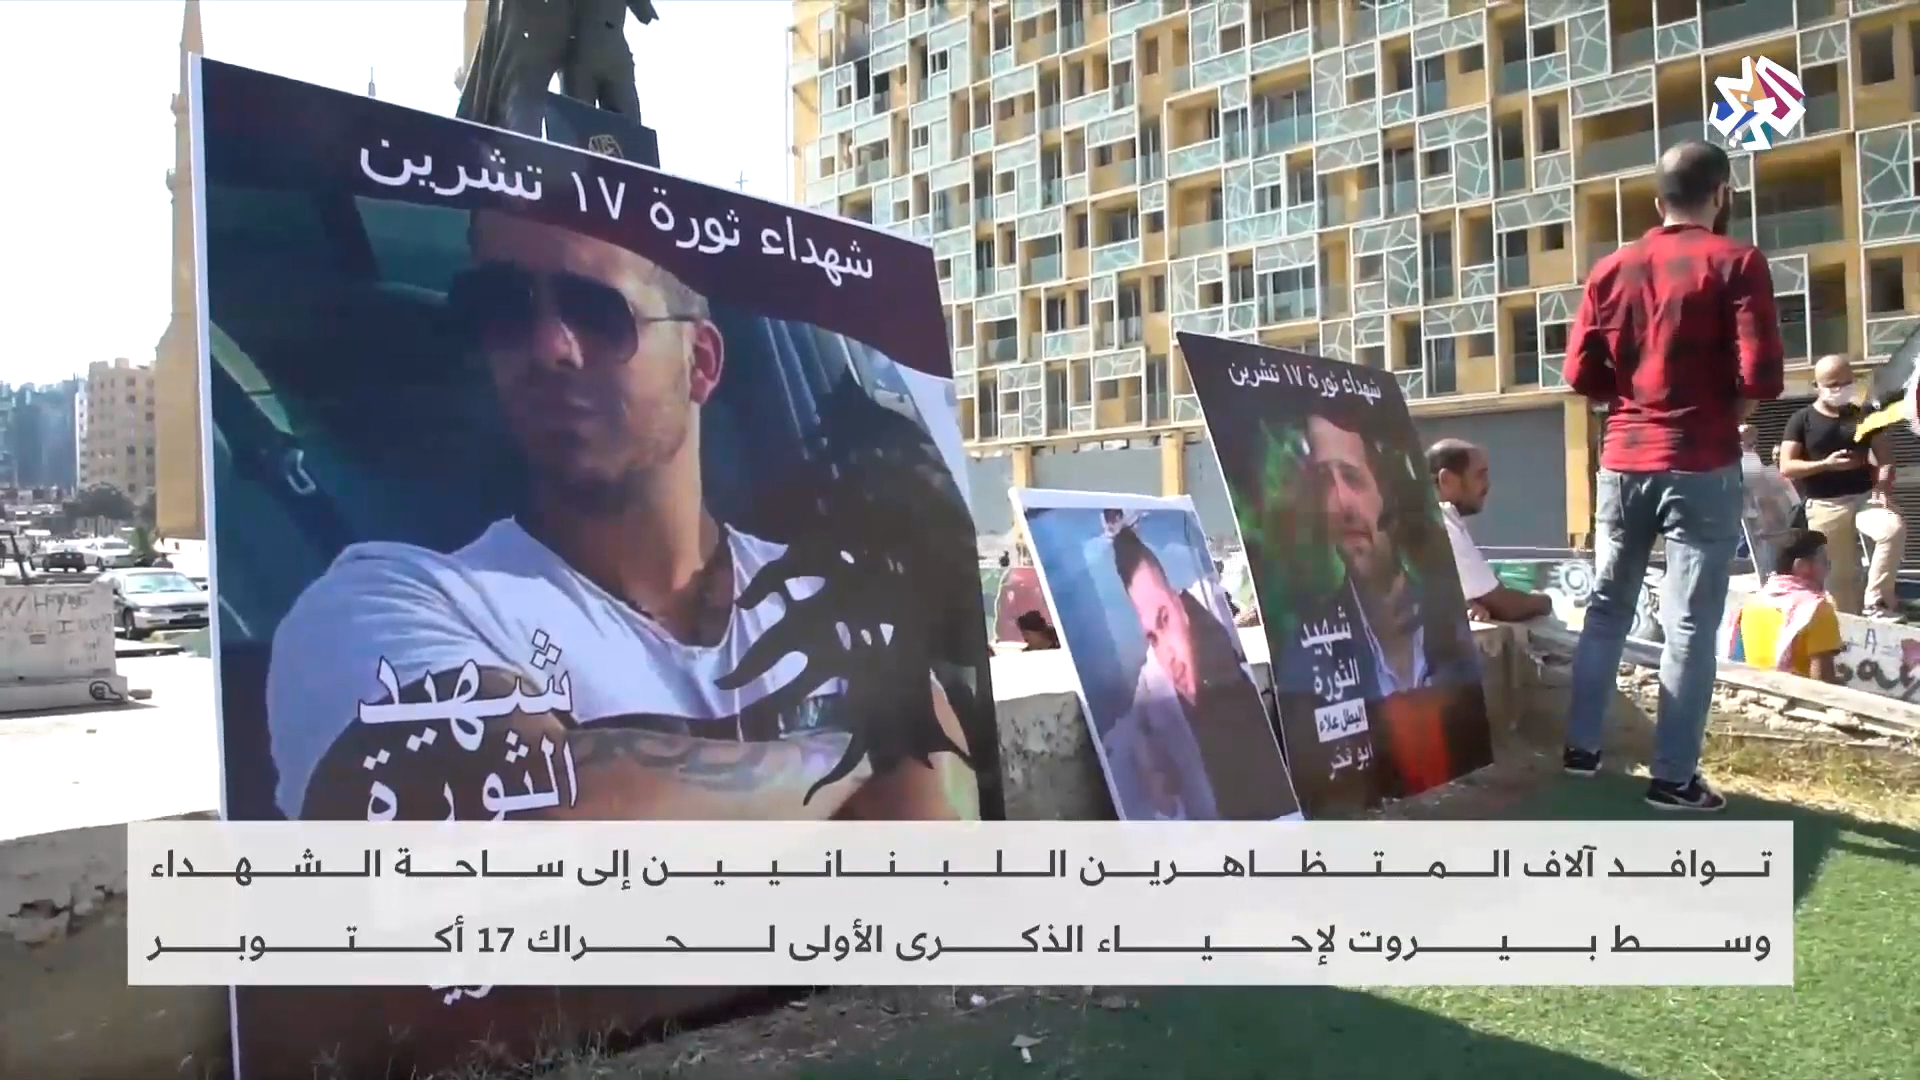 شهداء ثورة ١٧ تشرين
شهيد
الثورة
شهداء ثورة ١٧ تشرين
شهيد
الثورة
البطل علاء
ابو فخر
توافد آلاف المتظاهرين اللبنانيين إلى ساحة الشهداء
وسط بيروت لإحياء الذكرى الأولى لحراك 17 أكتوبر